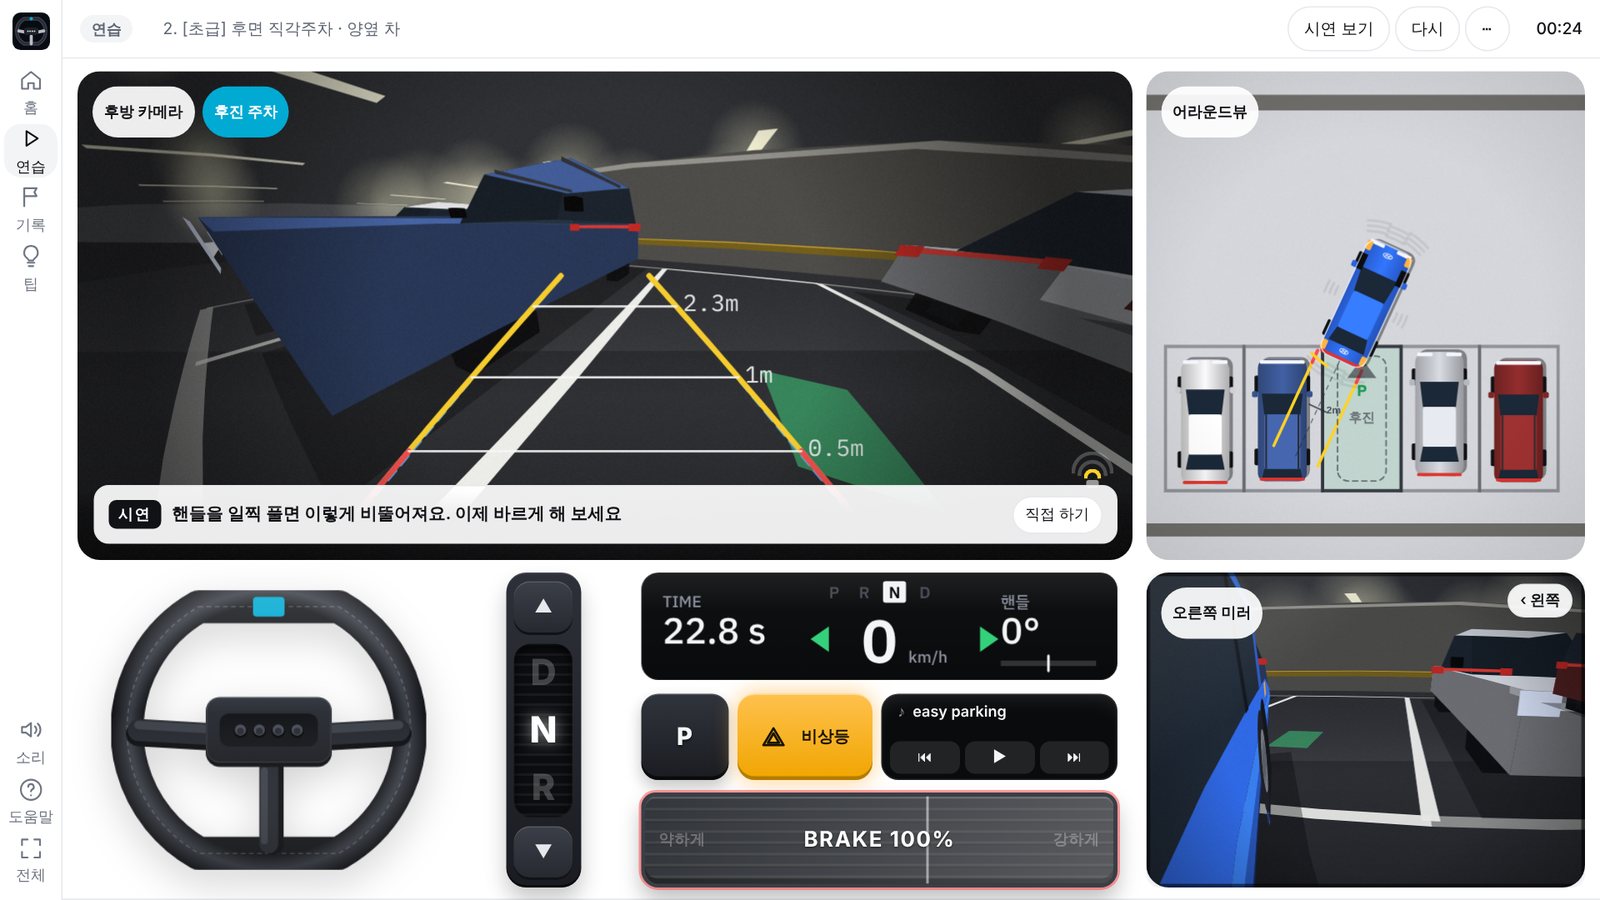 연습
2. [초급] 후면 직각주차 · 양옆 차
시연 보기
다시
···
00:24
홈
연습
기록
팁
소리
도움말
전체
후방 카메라
후진 주차
2.3m
1m
0.5m
시연
핸들을 일찍 풀면 이렇게 비뚤어져요. 이제 바르게 해 보세요
직접 하기
어라운드뷰
P
2m
후진
D
N
R
TIME
22.8 s
P R N D
0
km/h
핸들
0°
P
비상등
♪ easy parking
약하게
BRAKE 100%
강하게
오른쪽 미러
‹ 왼쪽